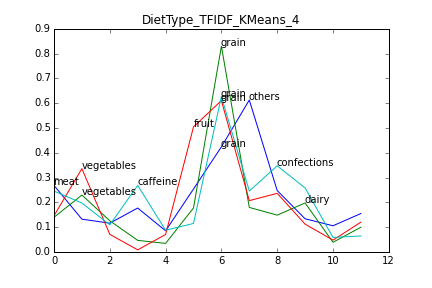 DietType_TFIDF_KMeans_4
0.9
0.8
0.7
0.6
0.5
0.4
0.3
0.2
0.1
0.0
grain
grain
grain
others
fruit
grain
vegetables
confections
meat
caffeine
vegetables
dairy
0 2 4 6 8 10 12